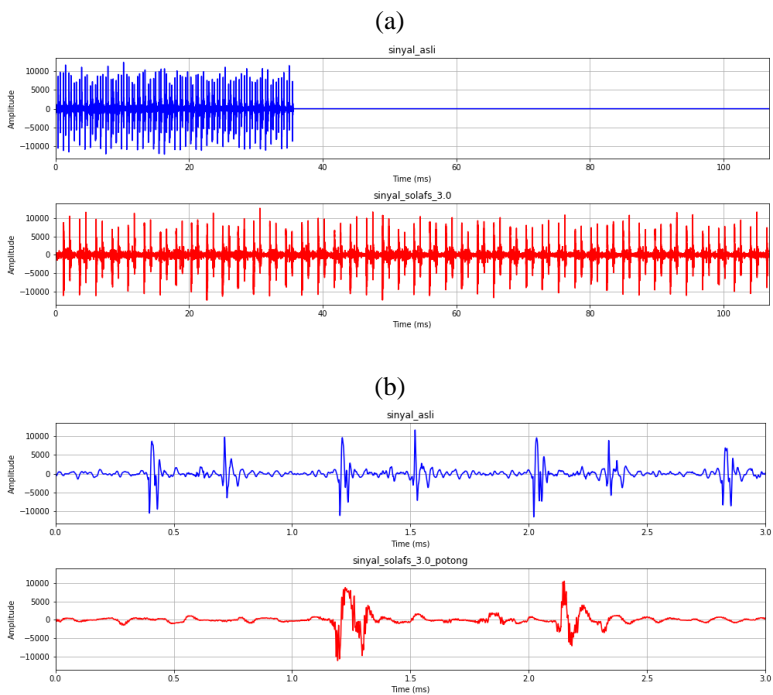 (a)
sinyal_asli
10000
5000
0
−5000
−10000
Amplitude
0 20 40 60 80 100
Time (ms)
sinyal_solafs_3.0
10000
5000
0
−5000
−10000
Amplitude
0 20 40 60 80 100
Time (ms)
(b)
sinyal_asli
10000
5000
0
−5000
−10000
Amplitude
0.0 0.5 1.0 1.5 2.0 2.5 3.0
Time (ms)
sinyal_solafs_3.0_potong
10000
5000
0
−5000
−10000
Amplitude
0.0 0.5 1.0 1.5 2.0 2.5 3.0
Time (ms)